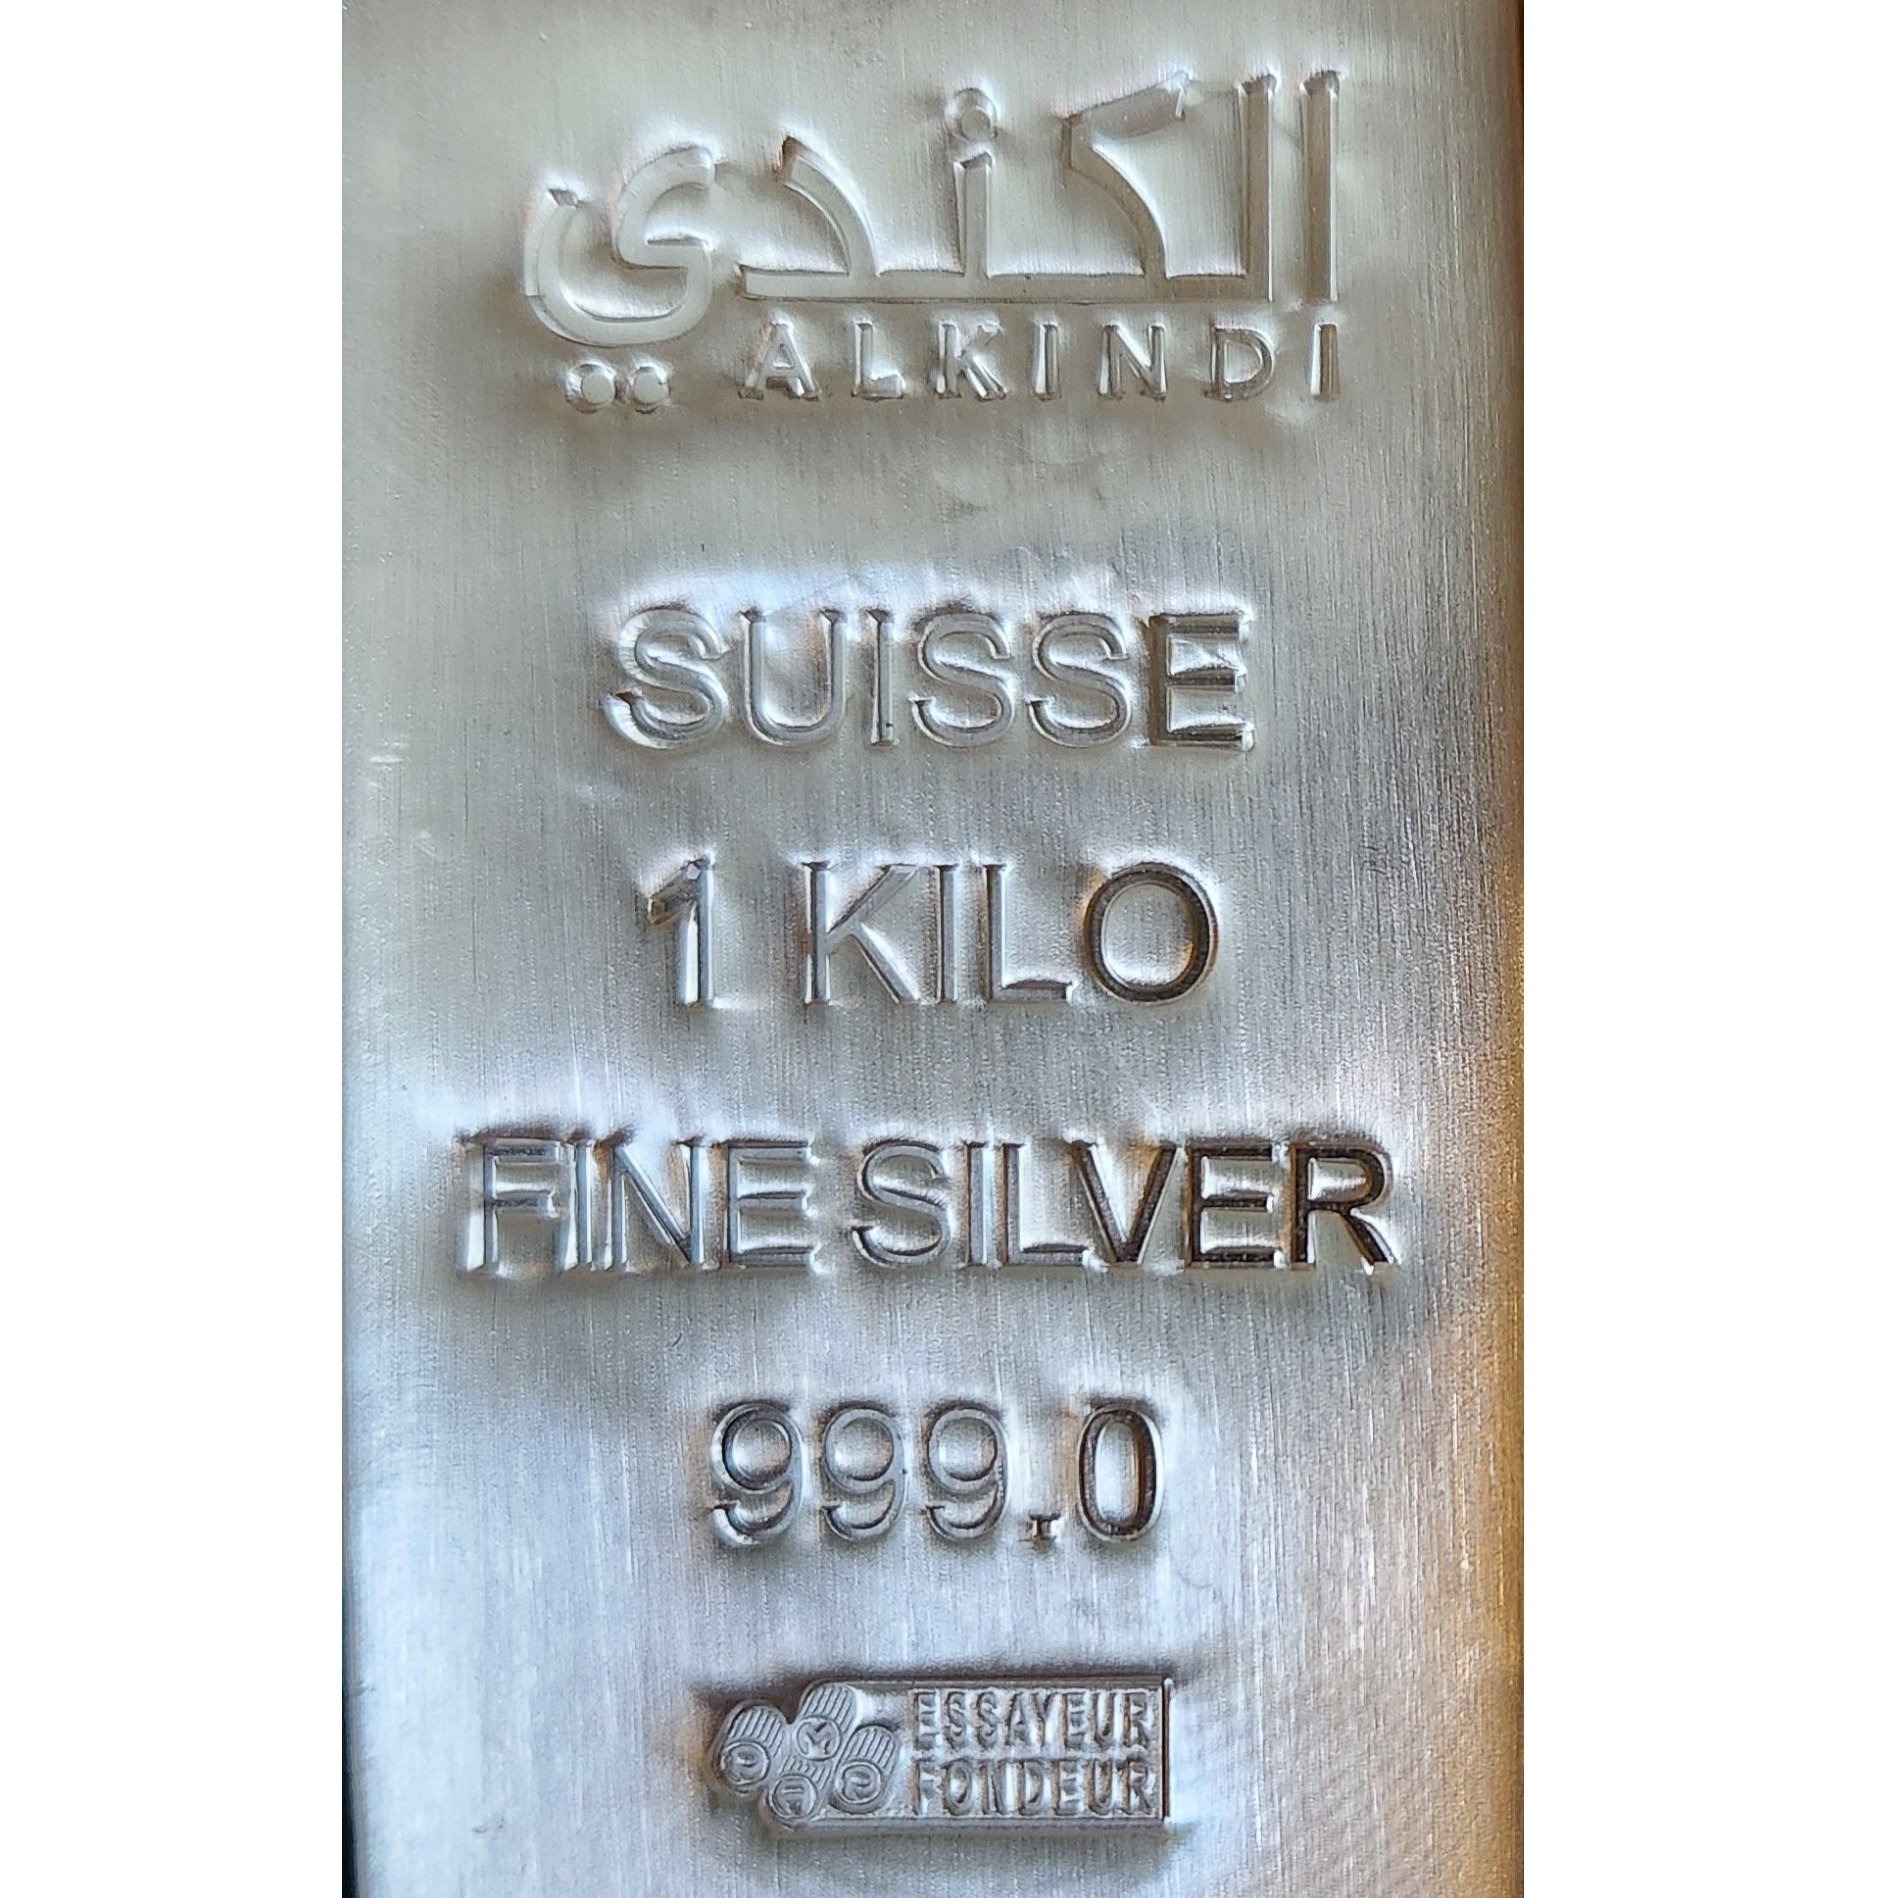 الكندي
ALKINDI
SUISSE
1 KILO
FINE SILVER
999.0
ESSAYEUR
FONDEUR